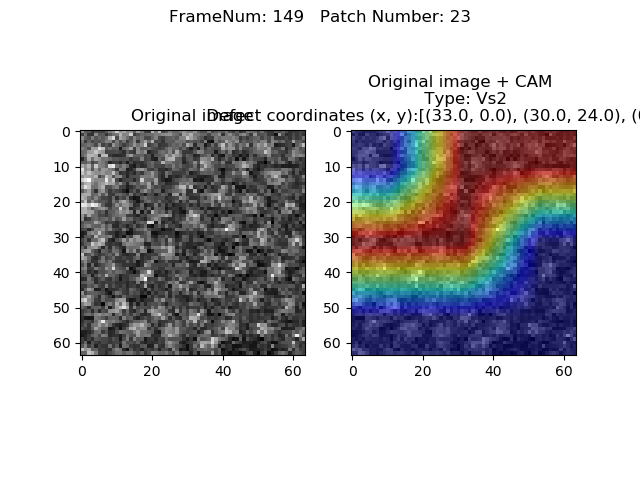 FrameNum: 149   Patch Number: 23
Original image + CAM
Type: Vs2
Original image
Defect coordinates (x, y):[(33.0, 0.0), (30.0, 24.0), (
0
10
20
30
40
50
60
0 20 40 60
0
10
20
30
40
50
60
0 20 40 60